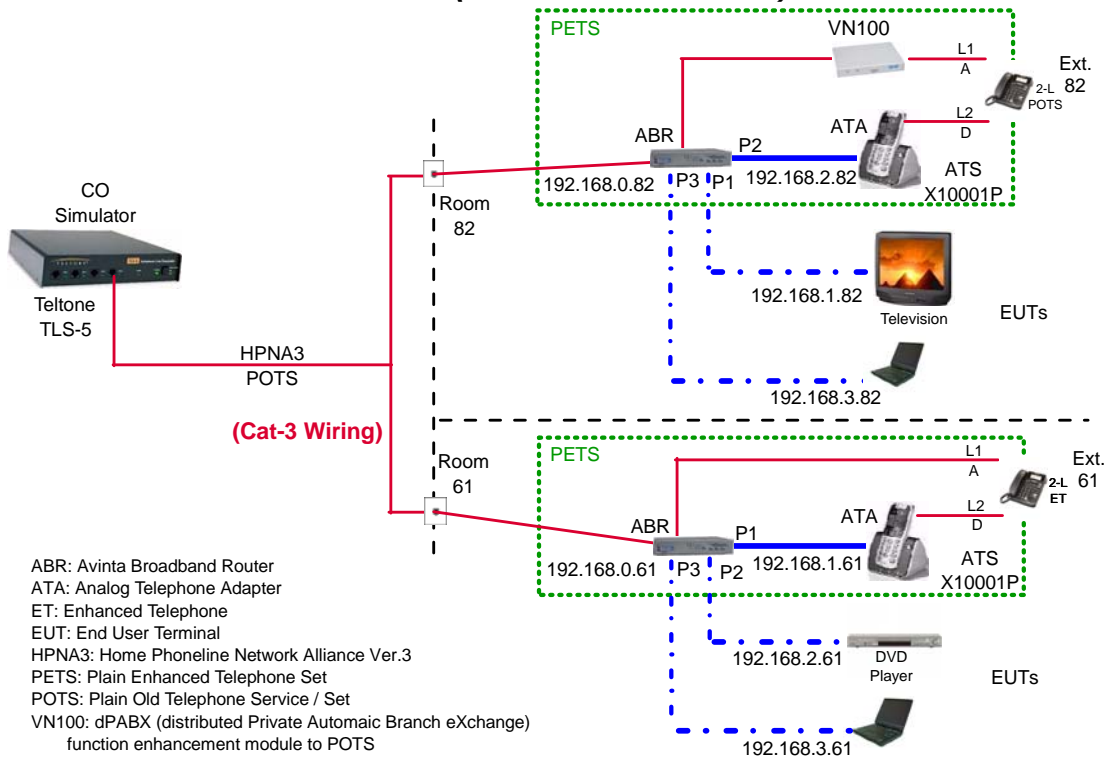 PETS
VN100
L1
A
Ext.
82
2-L
POTS
L2
D
ATA
ABR
P2
192.168.0.82
P3
P1
192.168.2.82
ATS
X10001P
Room
82
CO
Simulator
TELTONE
Teltone
TLS-5
192.168.1.82
Television
EUTs
HPNA3
POTS
192.168.3.82
(Cat-3 Wiring)
Room
61
PETS
L1
A
Ext.
61
2-L
ET
L2
D
ATA
ABR
P1
192.168.0.61
P3
P2
192.168.1.61
ATS
X10001P
192.168.2.61
DVD
Player
EUTs
192.168.3.61
ABR: Avinta Broadband Router
ATA: Analog Telephone Adapter
ET: Enhanced Telephone
EUT: End User Terminal
HPNA3: Home Phoneline Network Alliance Ver.3
PETS: Plain Enhanced Telephone Set
POTS: Plain Old Telephone Service / Set
VN100: dPABX (distributed Private Automaic Branch eXchange)
function enhancement module to POTS